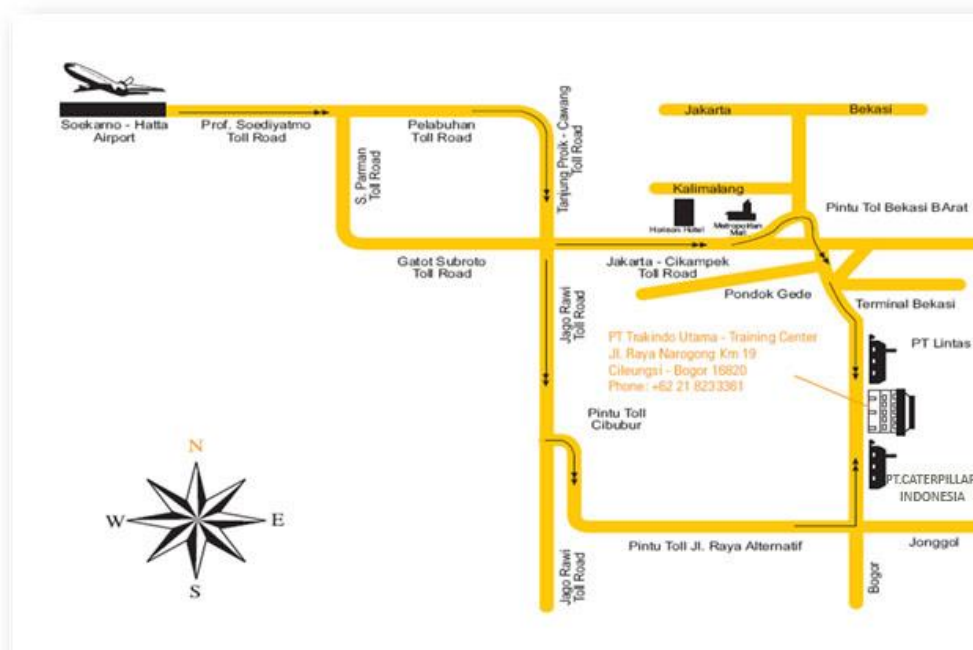 Soekarno - Hatta
Airport
Prof. Soediyatmo
Toll Road
Pelabuhan
Toll Road
S. Parman
Toll Road
Tanjung Proik - Cawang
Toll Road
Jakarta
Bekasi
Kalimalang
Harison Hotel
Metropolitan
Mall
Pintu Tol Bekasi BArat
Gatot Subroto
Toll Road
Jakarta - Cikampek
Toll Road
Pondok Gede
Terminal Bekasi
Jago Rawi
Toll Road
PT Trakindo Utama - Training Center
Jl. Raya Narogong Km 19
Cileungsi - Bogor 16820
Phone: +62 21 8233361
PT Lintas
Pintu Toll
Cibubur
N
W
E
S
PT.CATERPILLAR
INDONESIA
Pintu Toll Jl. Raya Alternatif
Jonggol
Jago Rawi
Toll Road
Bogor